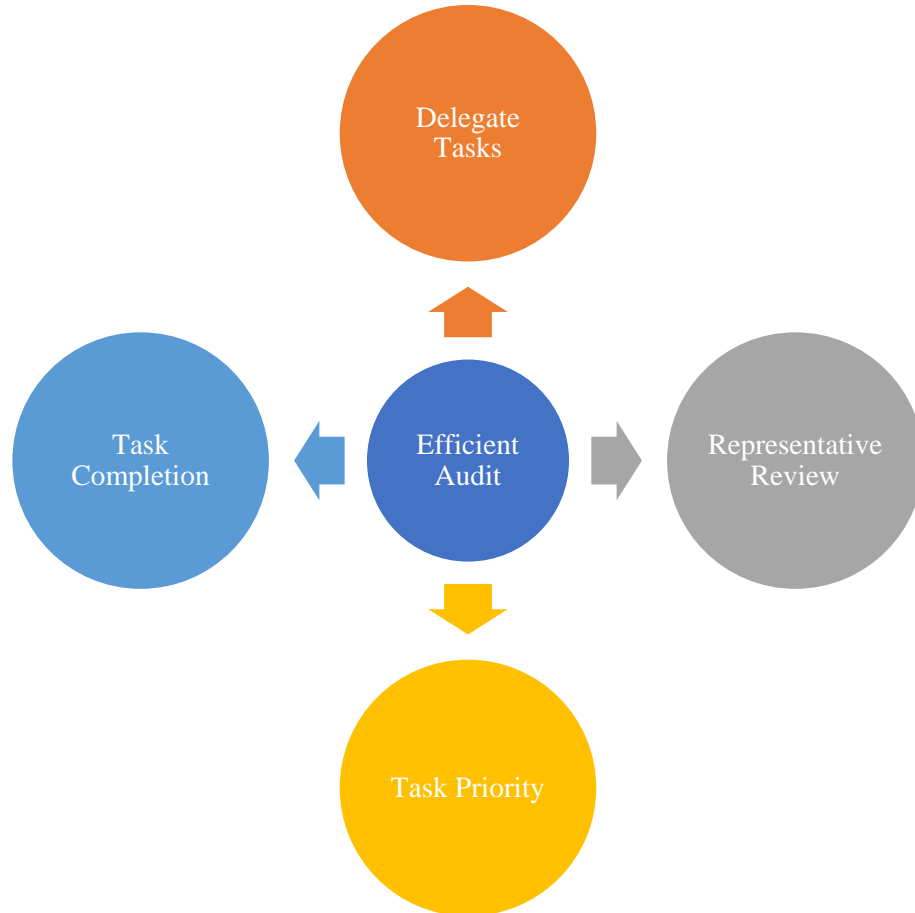 Delegate
Tasks
Task
Completion
Efficient
Audit
Representative
Review
Task Priority